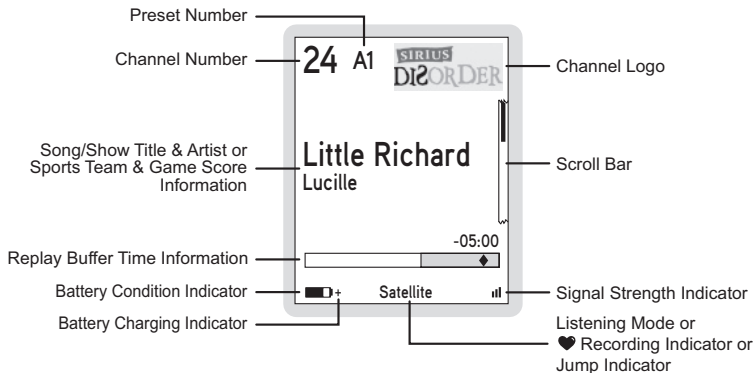 Preset Number
Channel Number
24 A1
SIRIUS
DISORDER
Channel Logo
Song/Show Title & Artist or
Sports Team & Game Score
Information
Little Richard
Lucille
Scroll Bar
-05:00
Replay Buffer Time Information
Battery Condition Indicator
+
Satellite
Signal Strength Indicator
Battery Charging Indicator
Listening Mode or
♥ Recording Indicator or
Jump Indicator